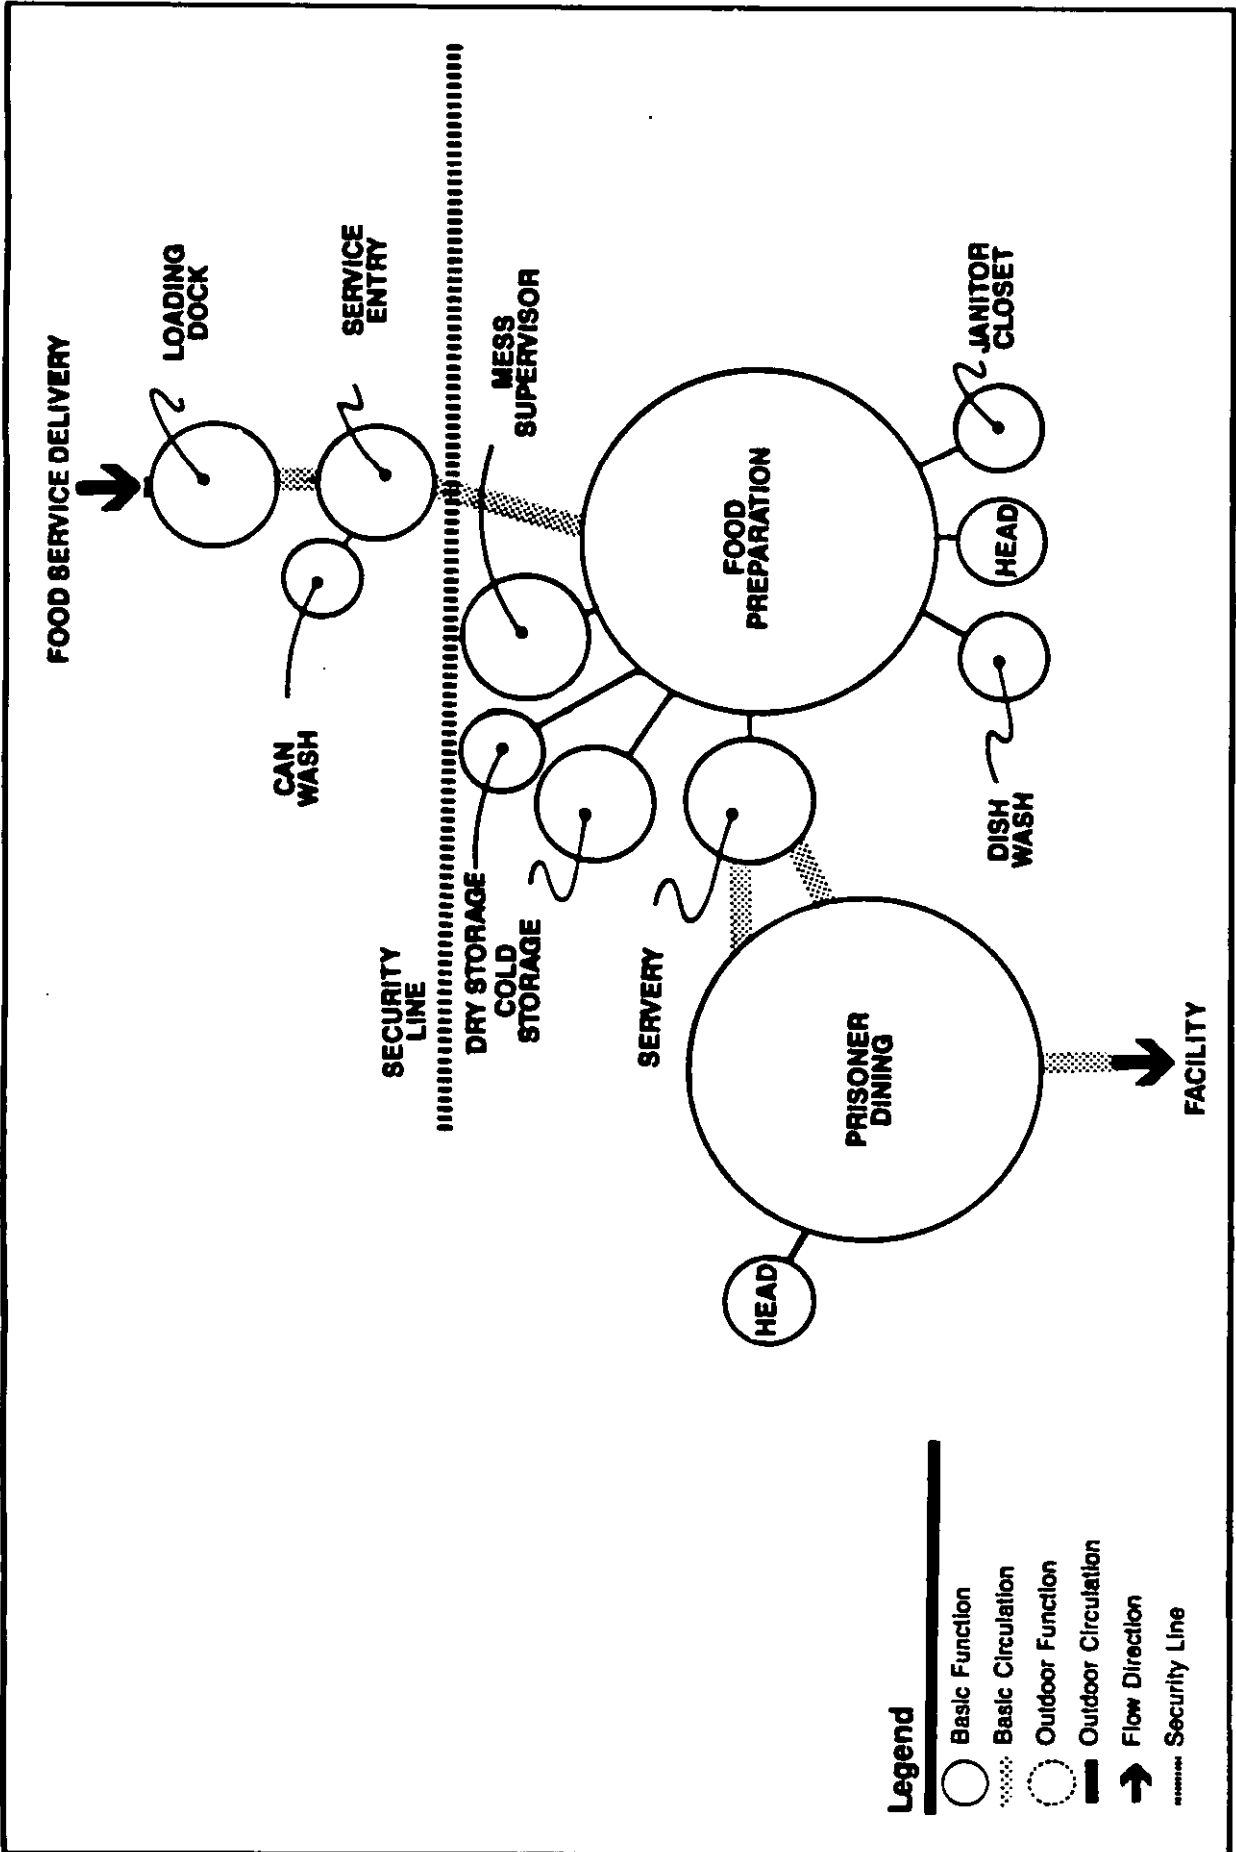 FOOD SERVICE DELIVERY
LOADING
DOCK
SERVICE
ENTRY
CAN
WASH
SECURITY
LINE
MESS
SUPERVISOR
DRY STORAGE
COLD
STORAGE
SERVERY
FOOD
PREPARATION
JANITOR
CLOSET
HEAD
DISH
WASH
PRISONER
DINING
HEAD
FACILITY
Legend
Basic Function
Basic Circulation
Outdoor Function
Outdoor Circulation
Flow Direction
Security Line